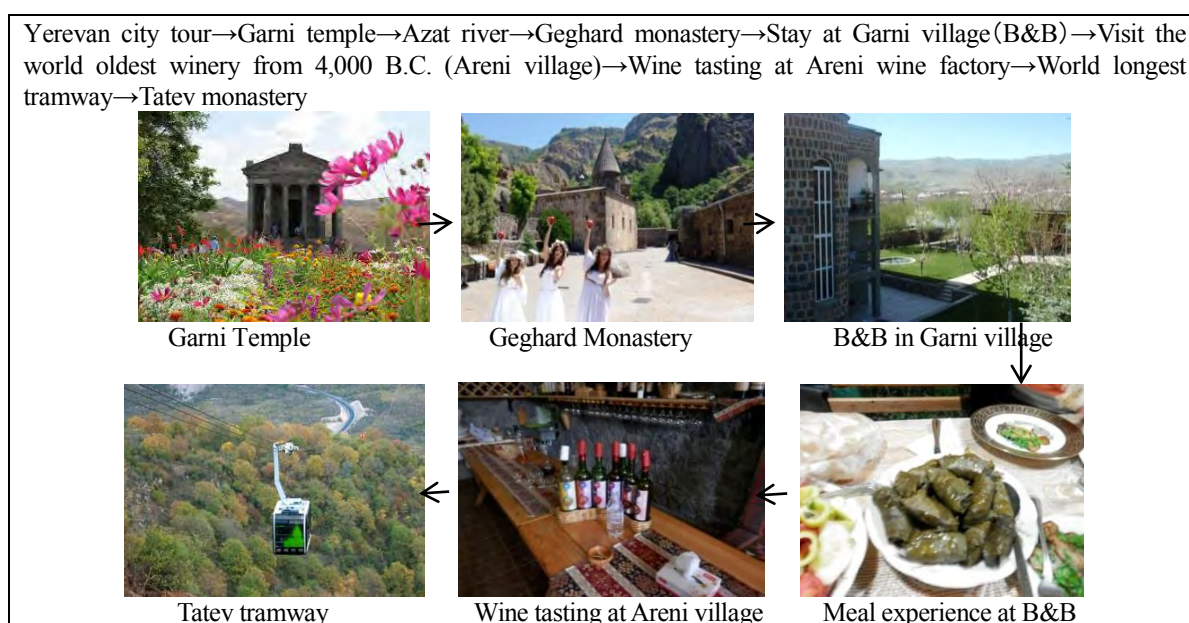 Yerevan city tour→Garni temple→Azat river→Geghard monastery→Stay at Garni village(B&B)→Visit the
world oldest winery from 4,000 B.C. (Areni village)→Wine tasting at Areni wine factory→World longest
tramway→Tatev monastery
Garni Temple
Geghard Monastery
B&B in Garni village
Tatev tramway
Wine tasting at Areni village
Meal experience at B&B